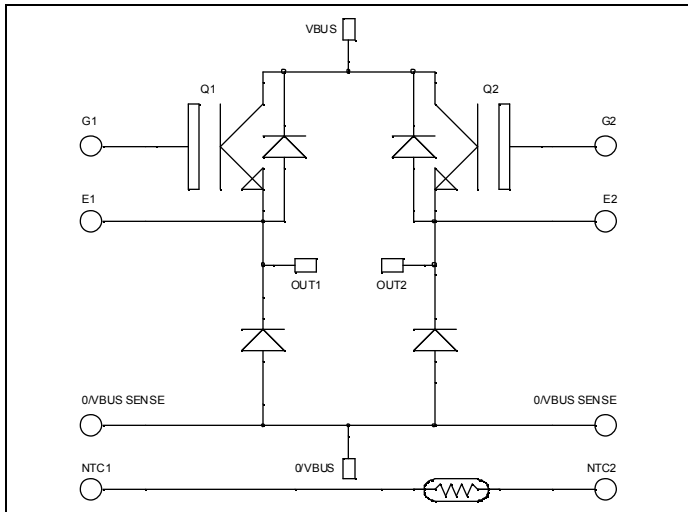 VBUS
Q1
Q2
G1
G2
E1
E2
OUT1
OUT2
0/VBUS SENSE
0/VBUS SENSE
NTC1
0/VBUS
NTC2